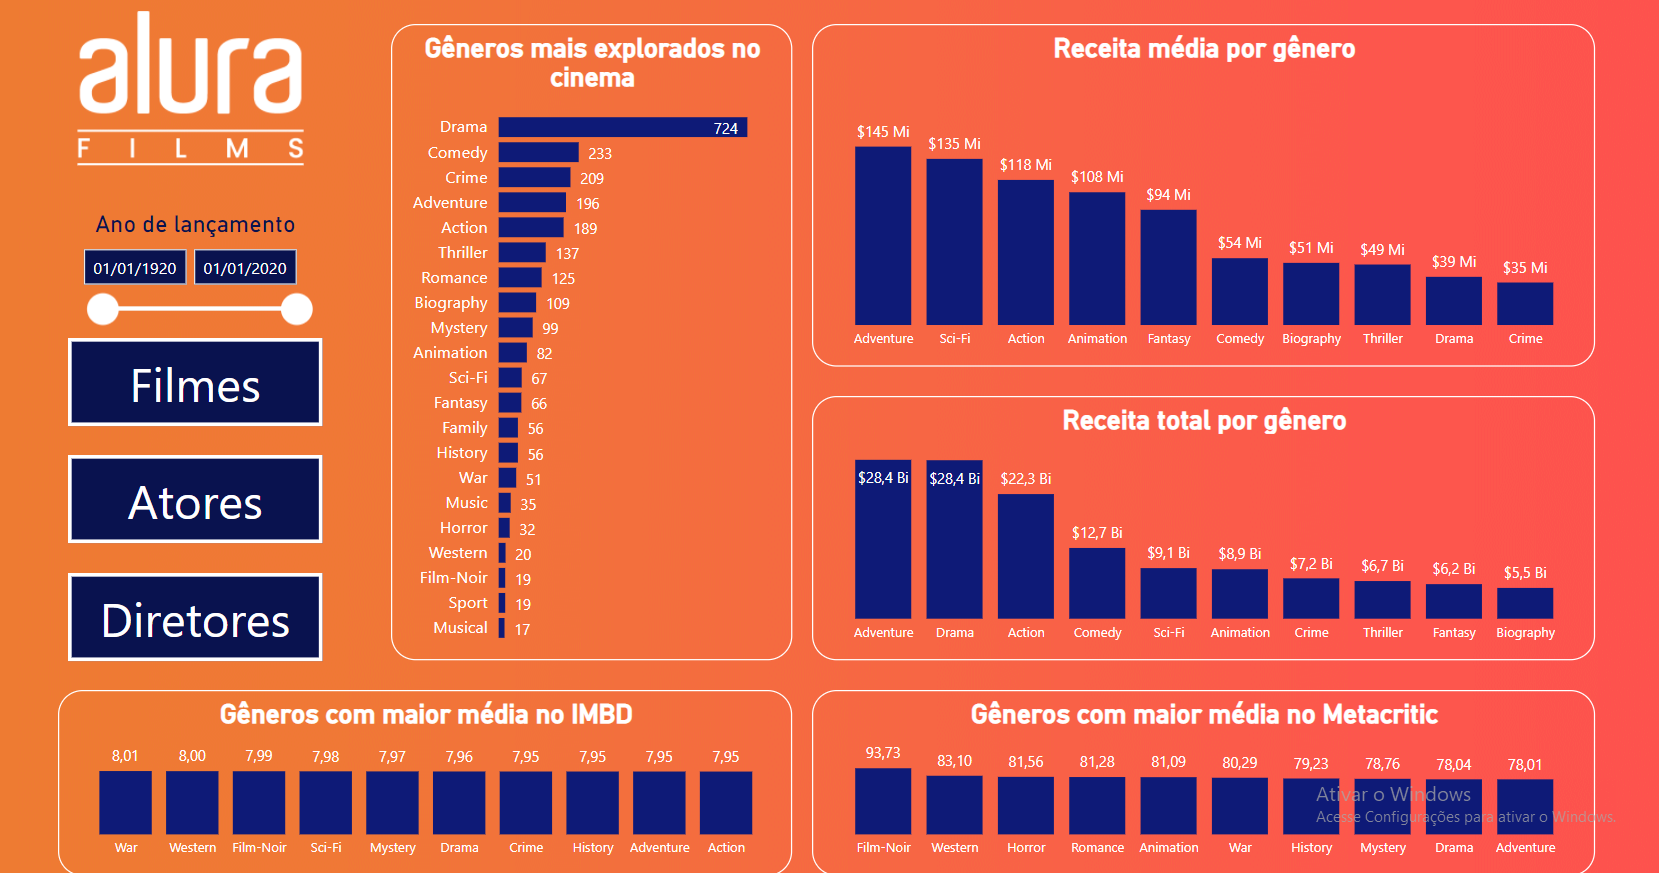 alura
FILMS
Ano de lançamento
01/01/1920 01/01/2020
Filmes
Atores
Diretores
Gêneros mais explorados no
cinema
Drama 724
Comedy 233
Crime 209
Adventure 196
Action 189
Thriller 137
Romance 125
Biography 109
Mystery 99
Animation 82
Sci-Fi 67
Fantasy 66
Family 56
History 56
War 51
Music 35
Horror 32
Western 20
Film-Noir 19
Sport 19
Musical 17
Receita média por gênero
$145 Mi $135 Mi $118 Mi $108 Mi $94 Mi $54 Mi $51 Mi $49 Mi $39 Mi $35 Mi
Adventure Sci-Fi Action Animation Fantasy Comedy Biography Thriller Drama Crime
Receita total por gênero
$28,4 Bi $28,4 Bi $22,3 Bi $12,7 Bi $9,1 Bi $8,9 Bi $7,2 Bi $6,7 Bi $6,2 Bi $5,5 Bi
Adventure Drama Action Comedy Sci-Fi Animation Crime Thriller Fantasy Biography
Gêneros com maior média no IMBD
8,01 8,00 7,99 7,98 7,97 7,96 7,95 7,95 7,95 7,95
War Western Film-Noir Sci-Fi Mystery Drama Crime History Adventure Action
Gêneros com maior média no Metacritic
93,73 83,10 81,56 81,28 81,09 80,29 79,23 78,76 78,04 78,01
Film-Noir Western Horror Romance Animation War History Mystery Drama Adventure
Ativar o Windows
Acesse Configurações para ativar o Windows.